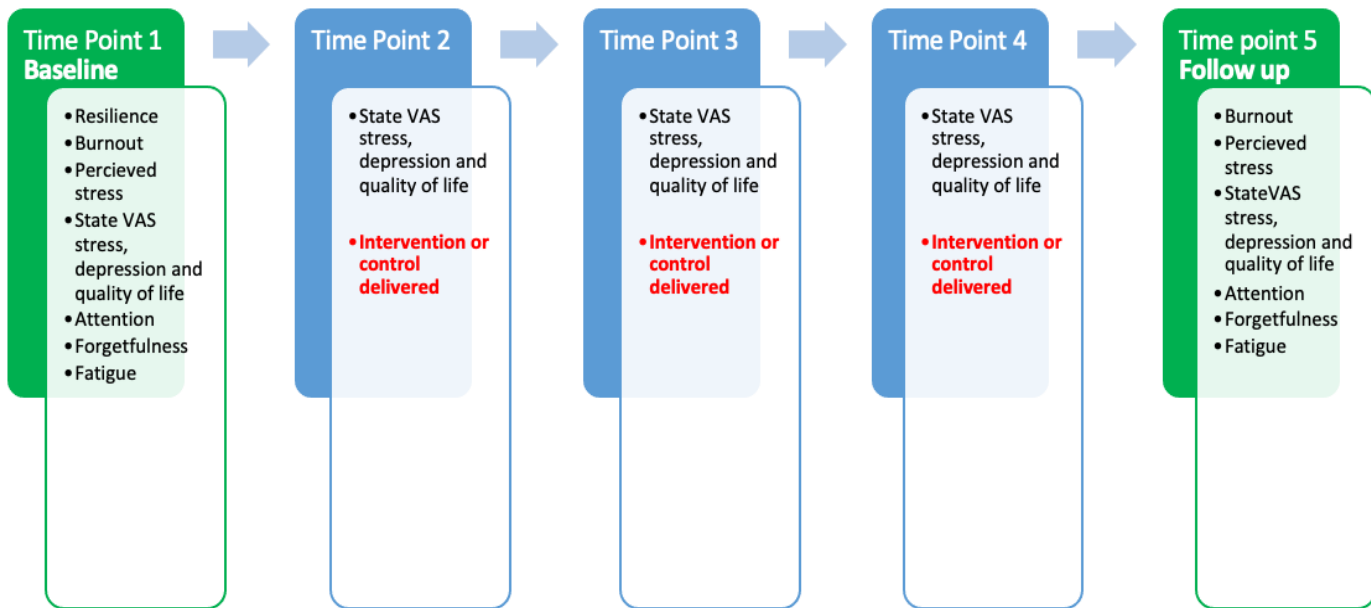 Time Point 1
Baseline
•Resilience
•Burnout
•Percieved
stress
•State VAS
stress,
depression and
quality of life
•Attention
•Forgetfulness
•Fatigue
Time Point 2
•State VAS
stress,
depression and
quality of life
•Intervention or
control
delivered
Time Point 3
•State VAS
stress,
depression and
quality of life
•Intervention or
control
delivered
Time Point 4
•State VAS
stress,
depression and
quality of life
•Intervention or
control
delivered
Time point 5
Follow up
•Burnout
•Percieved
stress
•StateVAS
stress,
depression and
quality of life
•Attention
•Forgetfulness
•Fatigue